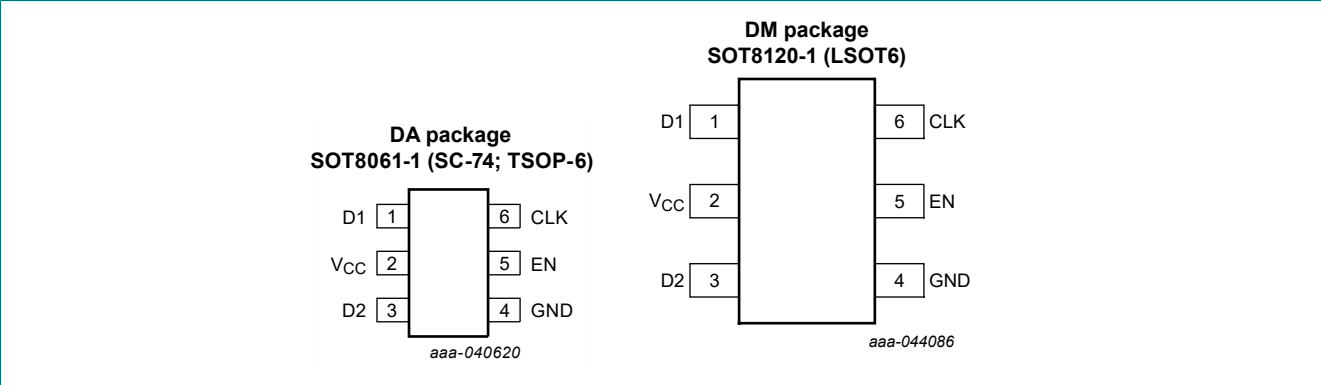 DA package
SOT8061-1 (SC-74; TSOP-6)
D1 1 6 CLK
VCC 2 5 EN
D2 3 4 GND
aaa-040620
DM package
SOT8120-1 (LSOT6)
D1 1 6 CLK
VCC 2 5 EN
D2 3 4 GND
aaa-044086